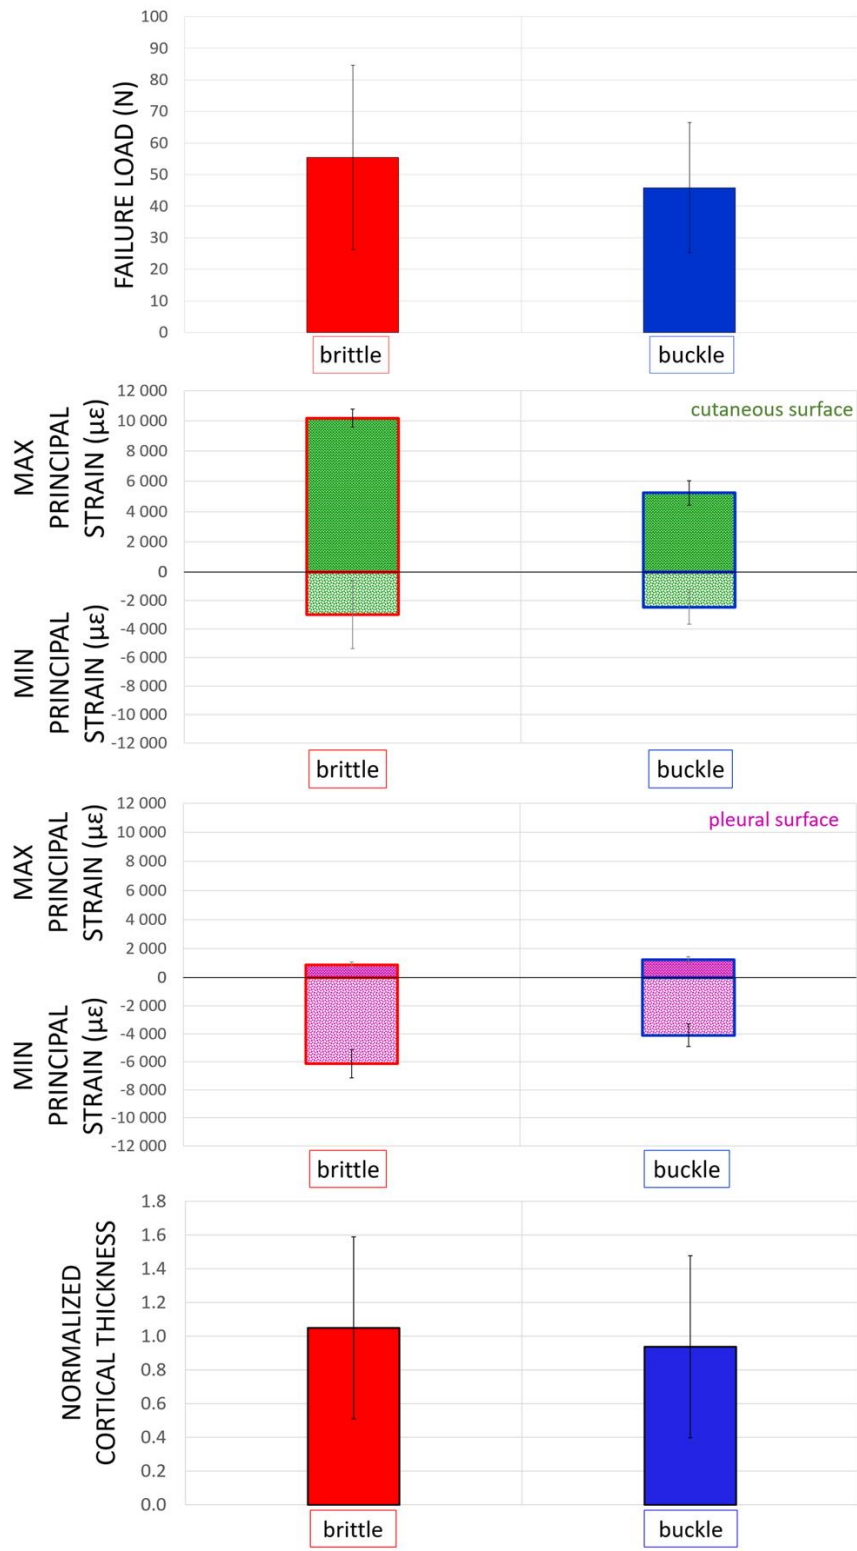 FAILURE LOAD (N)
100
90
80
70
60
50
40
30
20
10
0
brittle
buckle
MAX
PRINCIPAL
STRAIN (με)
MIN
PRINCIPAL
STRAIN (με)
12 000
10 000
8 000
6 000
4 000
2 000
0
-2 000
-4 000
-6 000
-8 000
-10 000
-12 000
cutaneous surface
brittle
buckle
MAX
PRINCIPAL
STRAIN (με)
MIN
PRINCIPAL
STRAIN (με)
12 000
10 000
8 000
6 000
4 000
2 000
0
-2 000
-4 000
-6 000
-8 000
-10 000
-12 000
pleural surface
brittle
buckle
NORMALIZED
CORTICAL THICKNESS
1.8
1.6
1.4
1.2
1.0
0.8
0.6
0.4
0.2
0.0
brittle
buckle